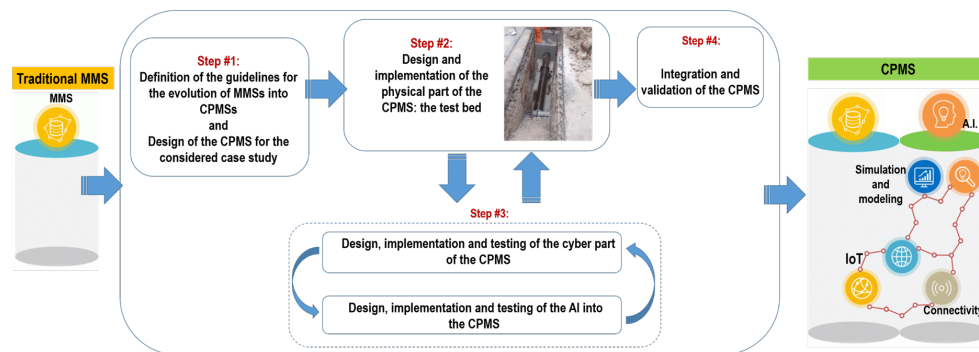 Traditional MMS
MMS
Step #1:
Definition of the guidelines for
the evolution of MMSs into
CPMSs
and
Design of the CPMS for the
considered case study
Step #2:
Design and
implementation of the
physical part of the
CPMS: the test bed
Step #4:
Integration and
validation of the CPMS
Step #3:
Design, implementation and testing of the cyber part
of the CPMS
Design, implementation and testing of the AI into
the CPMS
CPMS
A.I.
Simulation
and
modeling
IoT
Connectivity